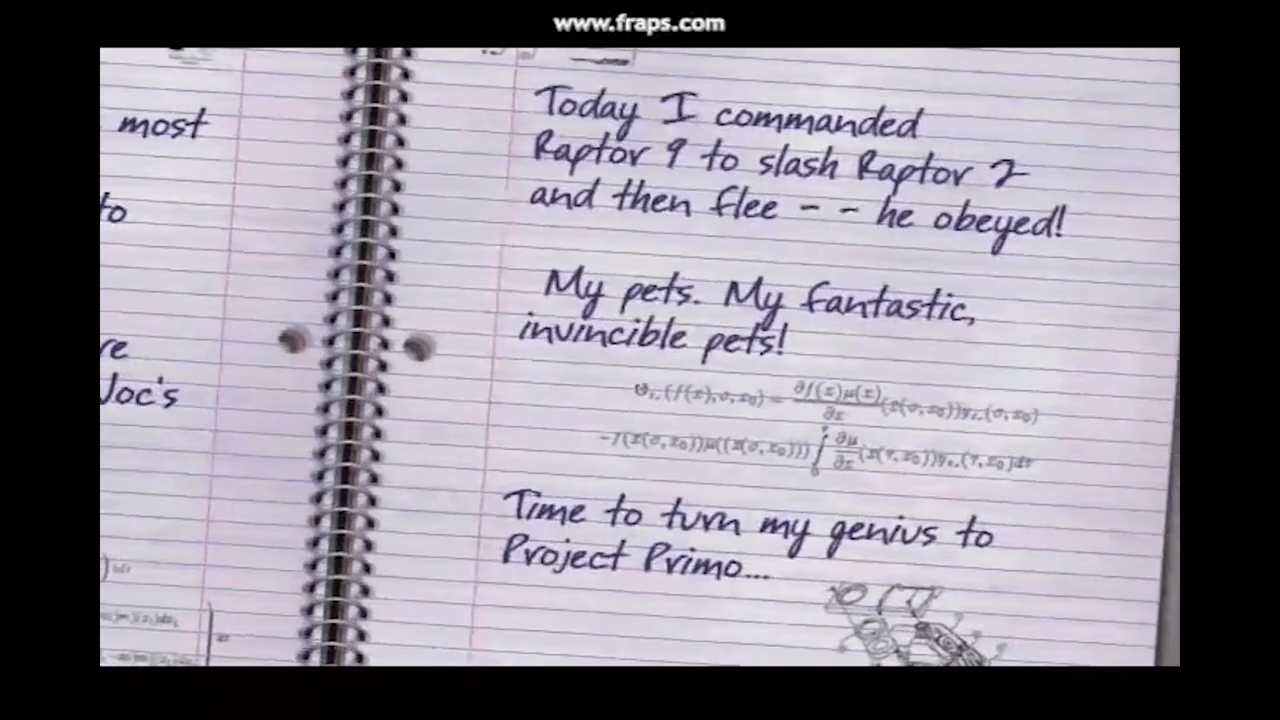 www.fraps.com
most
to
re
Joc's
Today I commanded
Raptor 9 to slash Raptor 2
and then flee - - he obeyed!
My pets. My fantastic,
invincible pets!
Time to turn my genius to
Project Primo...